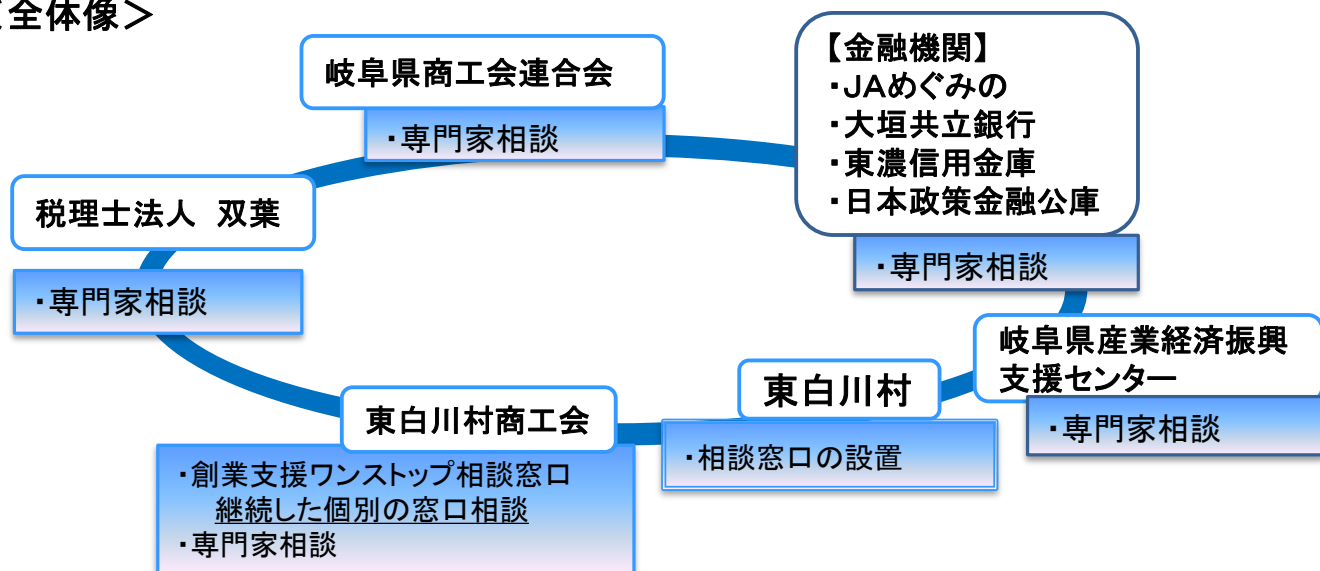 全体像＞
岐阜県商工会連合会
・専門家相談
【金融機関】
・ＪＡめぐみの
・大垣共立銀行
・東濃信用金庫
・日本政策金融公庫
・専門家相談
税理士法人　双葉
・専門家相談
岐阜県産業経済振興
支援センター
・専門家相談
東白川村
・相談窓口の設置
東白川村商工会
・創業支援ワンストップ相談窓口
継続した個別の窓口相談
・専門家相談